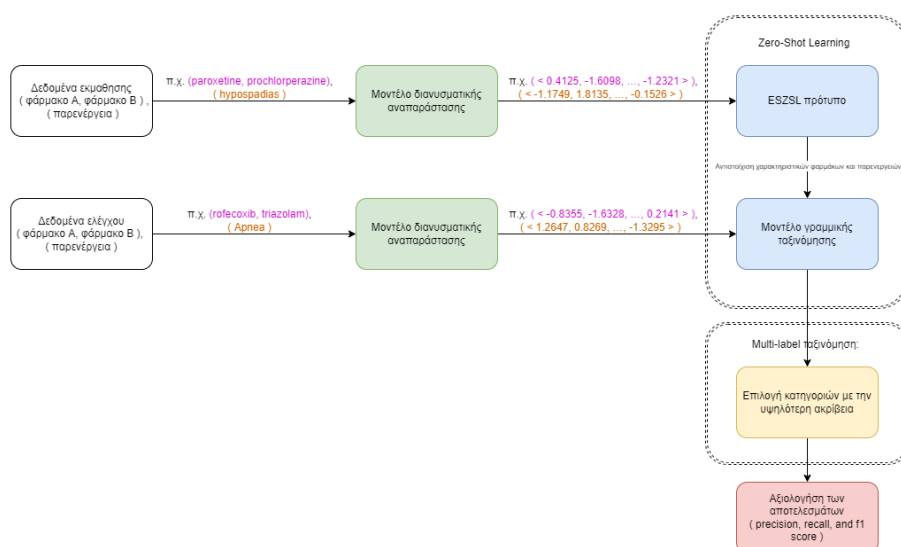 Zero-Shot Learning
Δεδομένα εκμαθησης
( φάρμακο Α, φάρμακο Β ) ,
( παρενέργεια )
π.χ. (paroxetine, prochlorperazine),
( hypospadias )
Μοντέλο διανυσματικής
αναπαράστασης
π.χ. ( < 0.4125, -1.6098, ..., -1.2321 > ),
( < -1.1749, 1.8135, ..., -0.1526 > )
ESZSL πρότυπο
Αντιστοίχιση χαρακτηριστικών φαρμάκων και παρενεργειών
Δεδομένα ελέγχου
( φάρμακο Α, φάρμακο Β ) ,
( παρενέργεια )
π.χ. (rofecoxib, triazolam),
( Apnea )
Μοντέλο διανυσματικής
αναπαράστασης
π.χ. ( < -0.8355, -1.6328, ..., 0.2141 > ),
( < 1.2647, 0.8269, ..., -1.3295 > )
Μοντέλο γραμμικής
ταξινόμησης
Multi-label ταξινόμηση:
Επιλογή κατηγοριών με την
υψηλότερη ακρίβεια
Αξιολόγηση των
αποτελεσμάτων
( precision, recall, and f1
score )